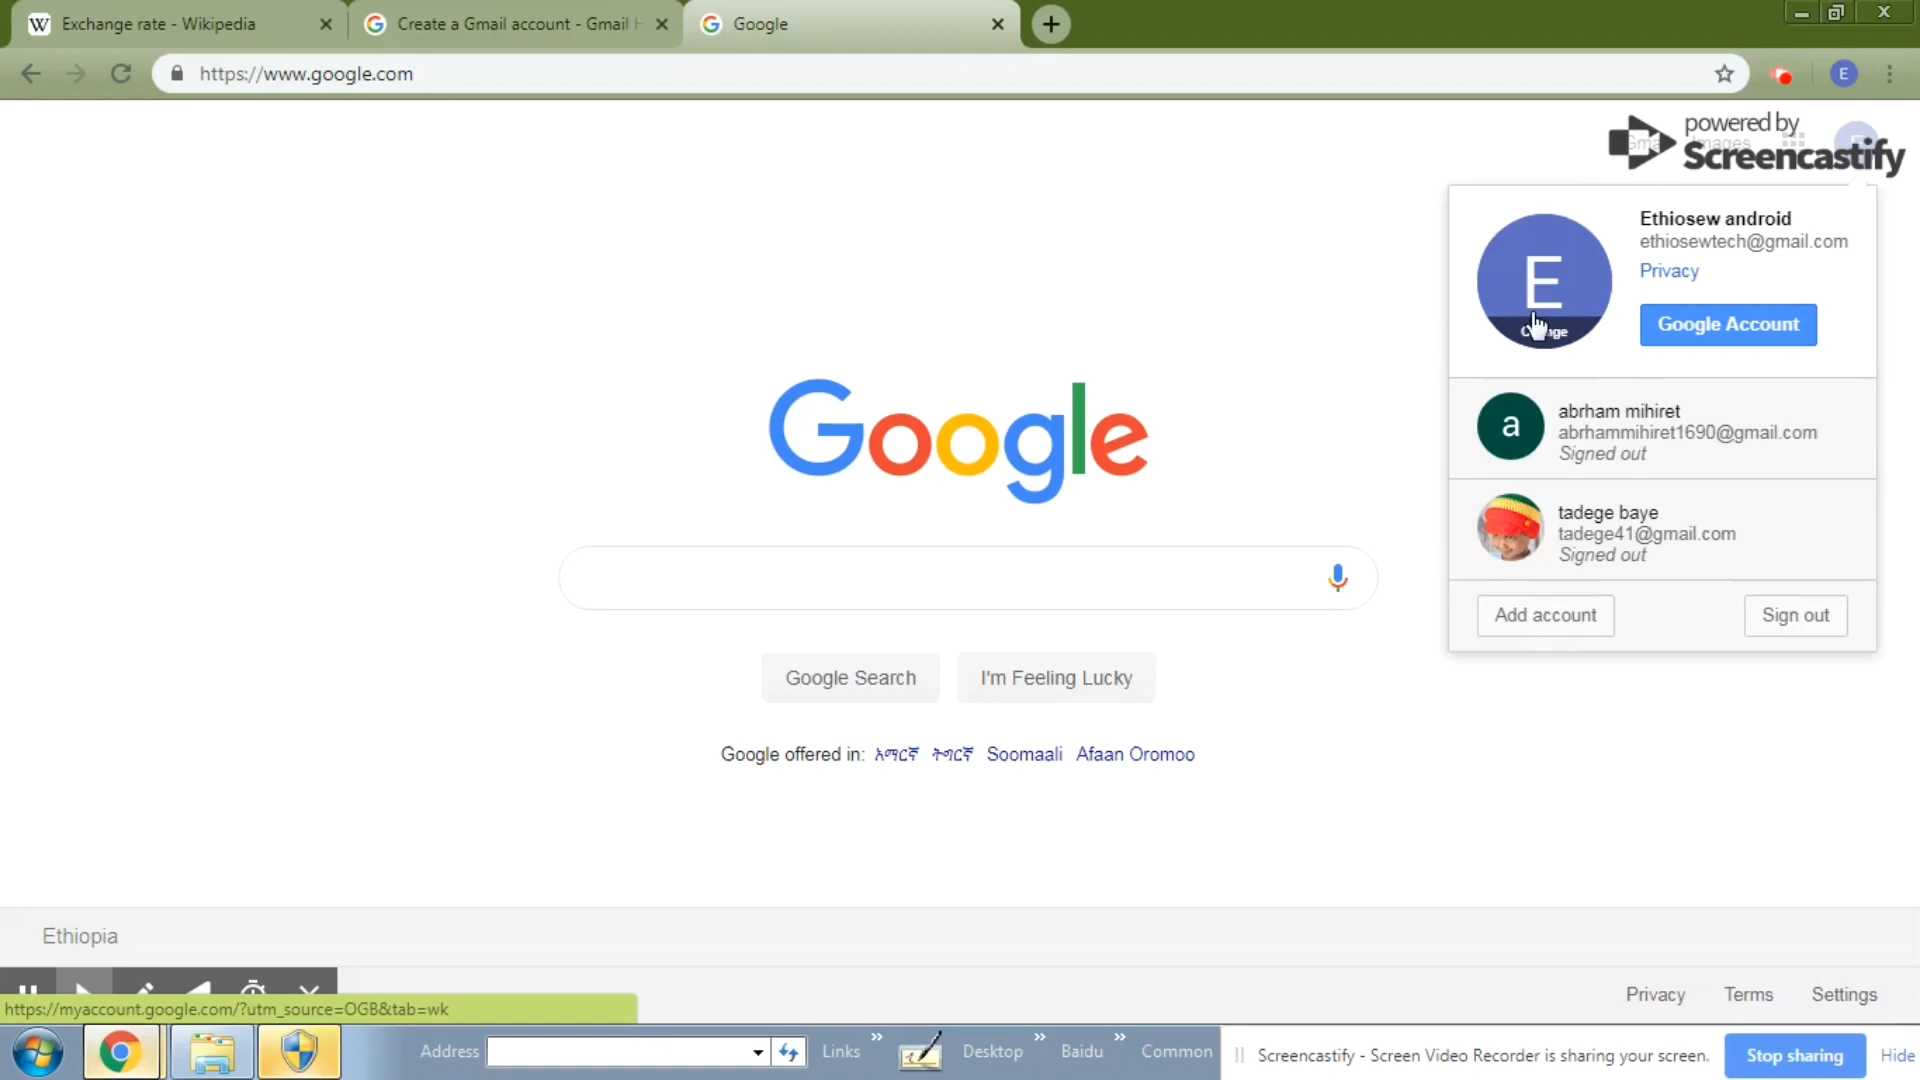 Exchange rate - Wikipedia
Create a Gmail account - Gmail H
Google
https://www.google.com
E
powered by
Screencastify
Images
Ethiosew android
ethiosewtech@gmail.com
Privacy
E
Google Account
abrham mihiret
abrhammihiret1690@gmail.com
Signed out
a
tadege baye
tadege41@gmail.com
Signed out
Add account
Sign out
Google
Google Search
I'm Feeling Lucky
Google offered in: አማርኛ ትግርኛ Soomaali Afaan Oromoo
Ethiopia
Privacy
Terms
Settings
https://myaccount.google.com/?utm_source=OGB&tab=wk
Address
Links
Desktop
Baidu
Common
Screencastify - Screen Video Recorder is sharing your screen.
Stop sharing
Hide